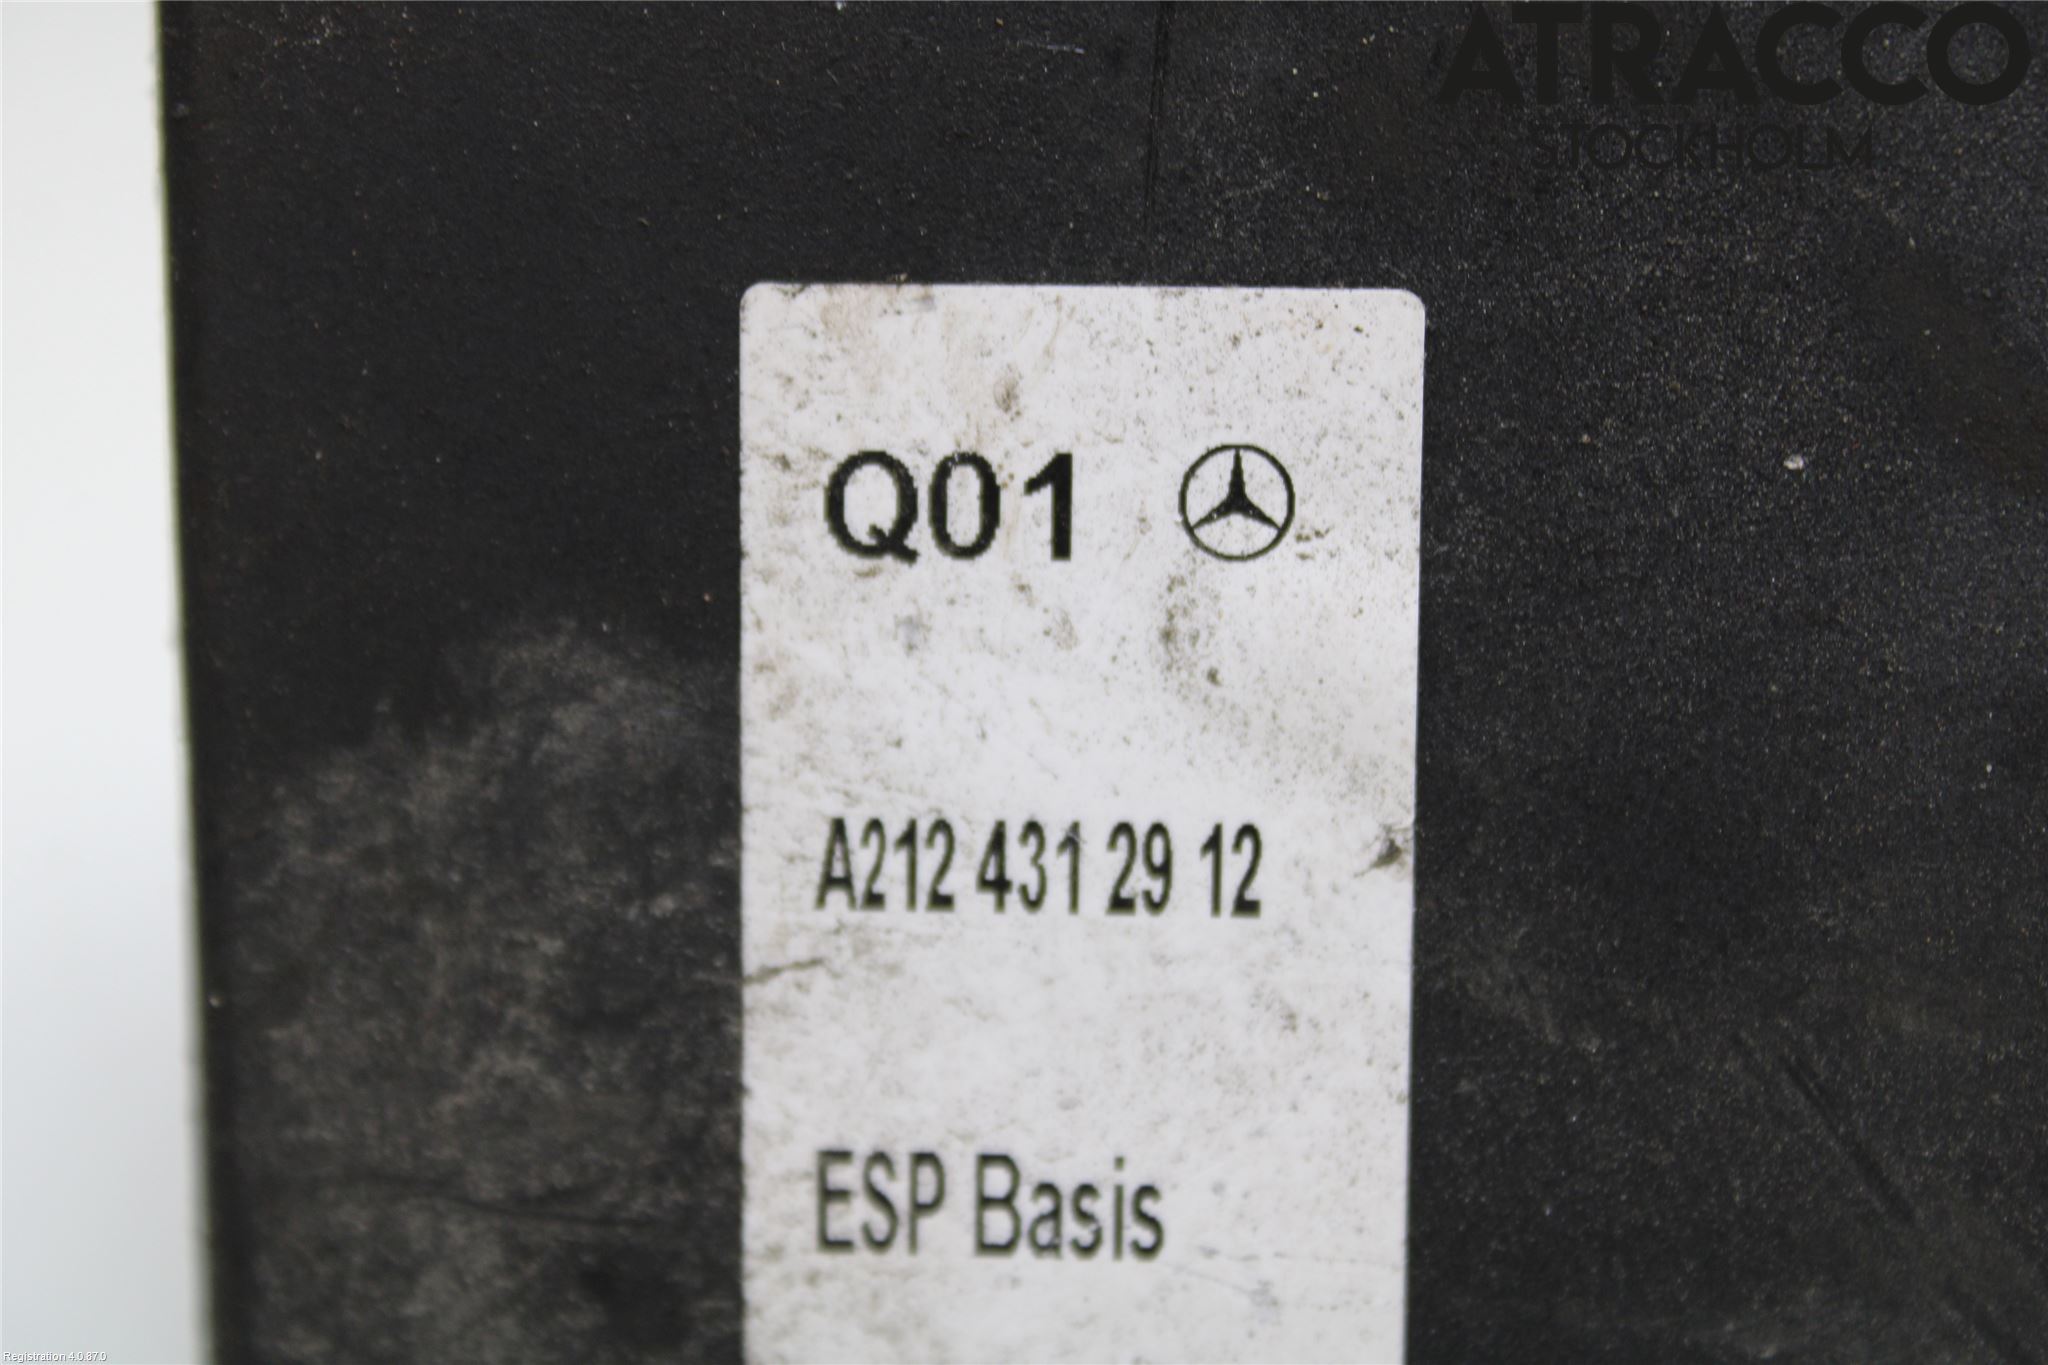 ATRACCO
STOCKHOLM
Q01
A212 431 29 12
ESP Basis
Registration 4.0.87.0